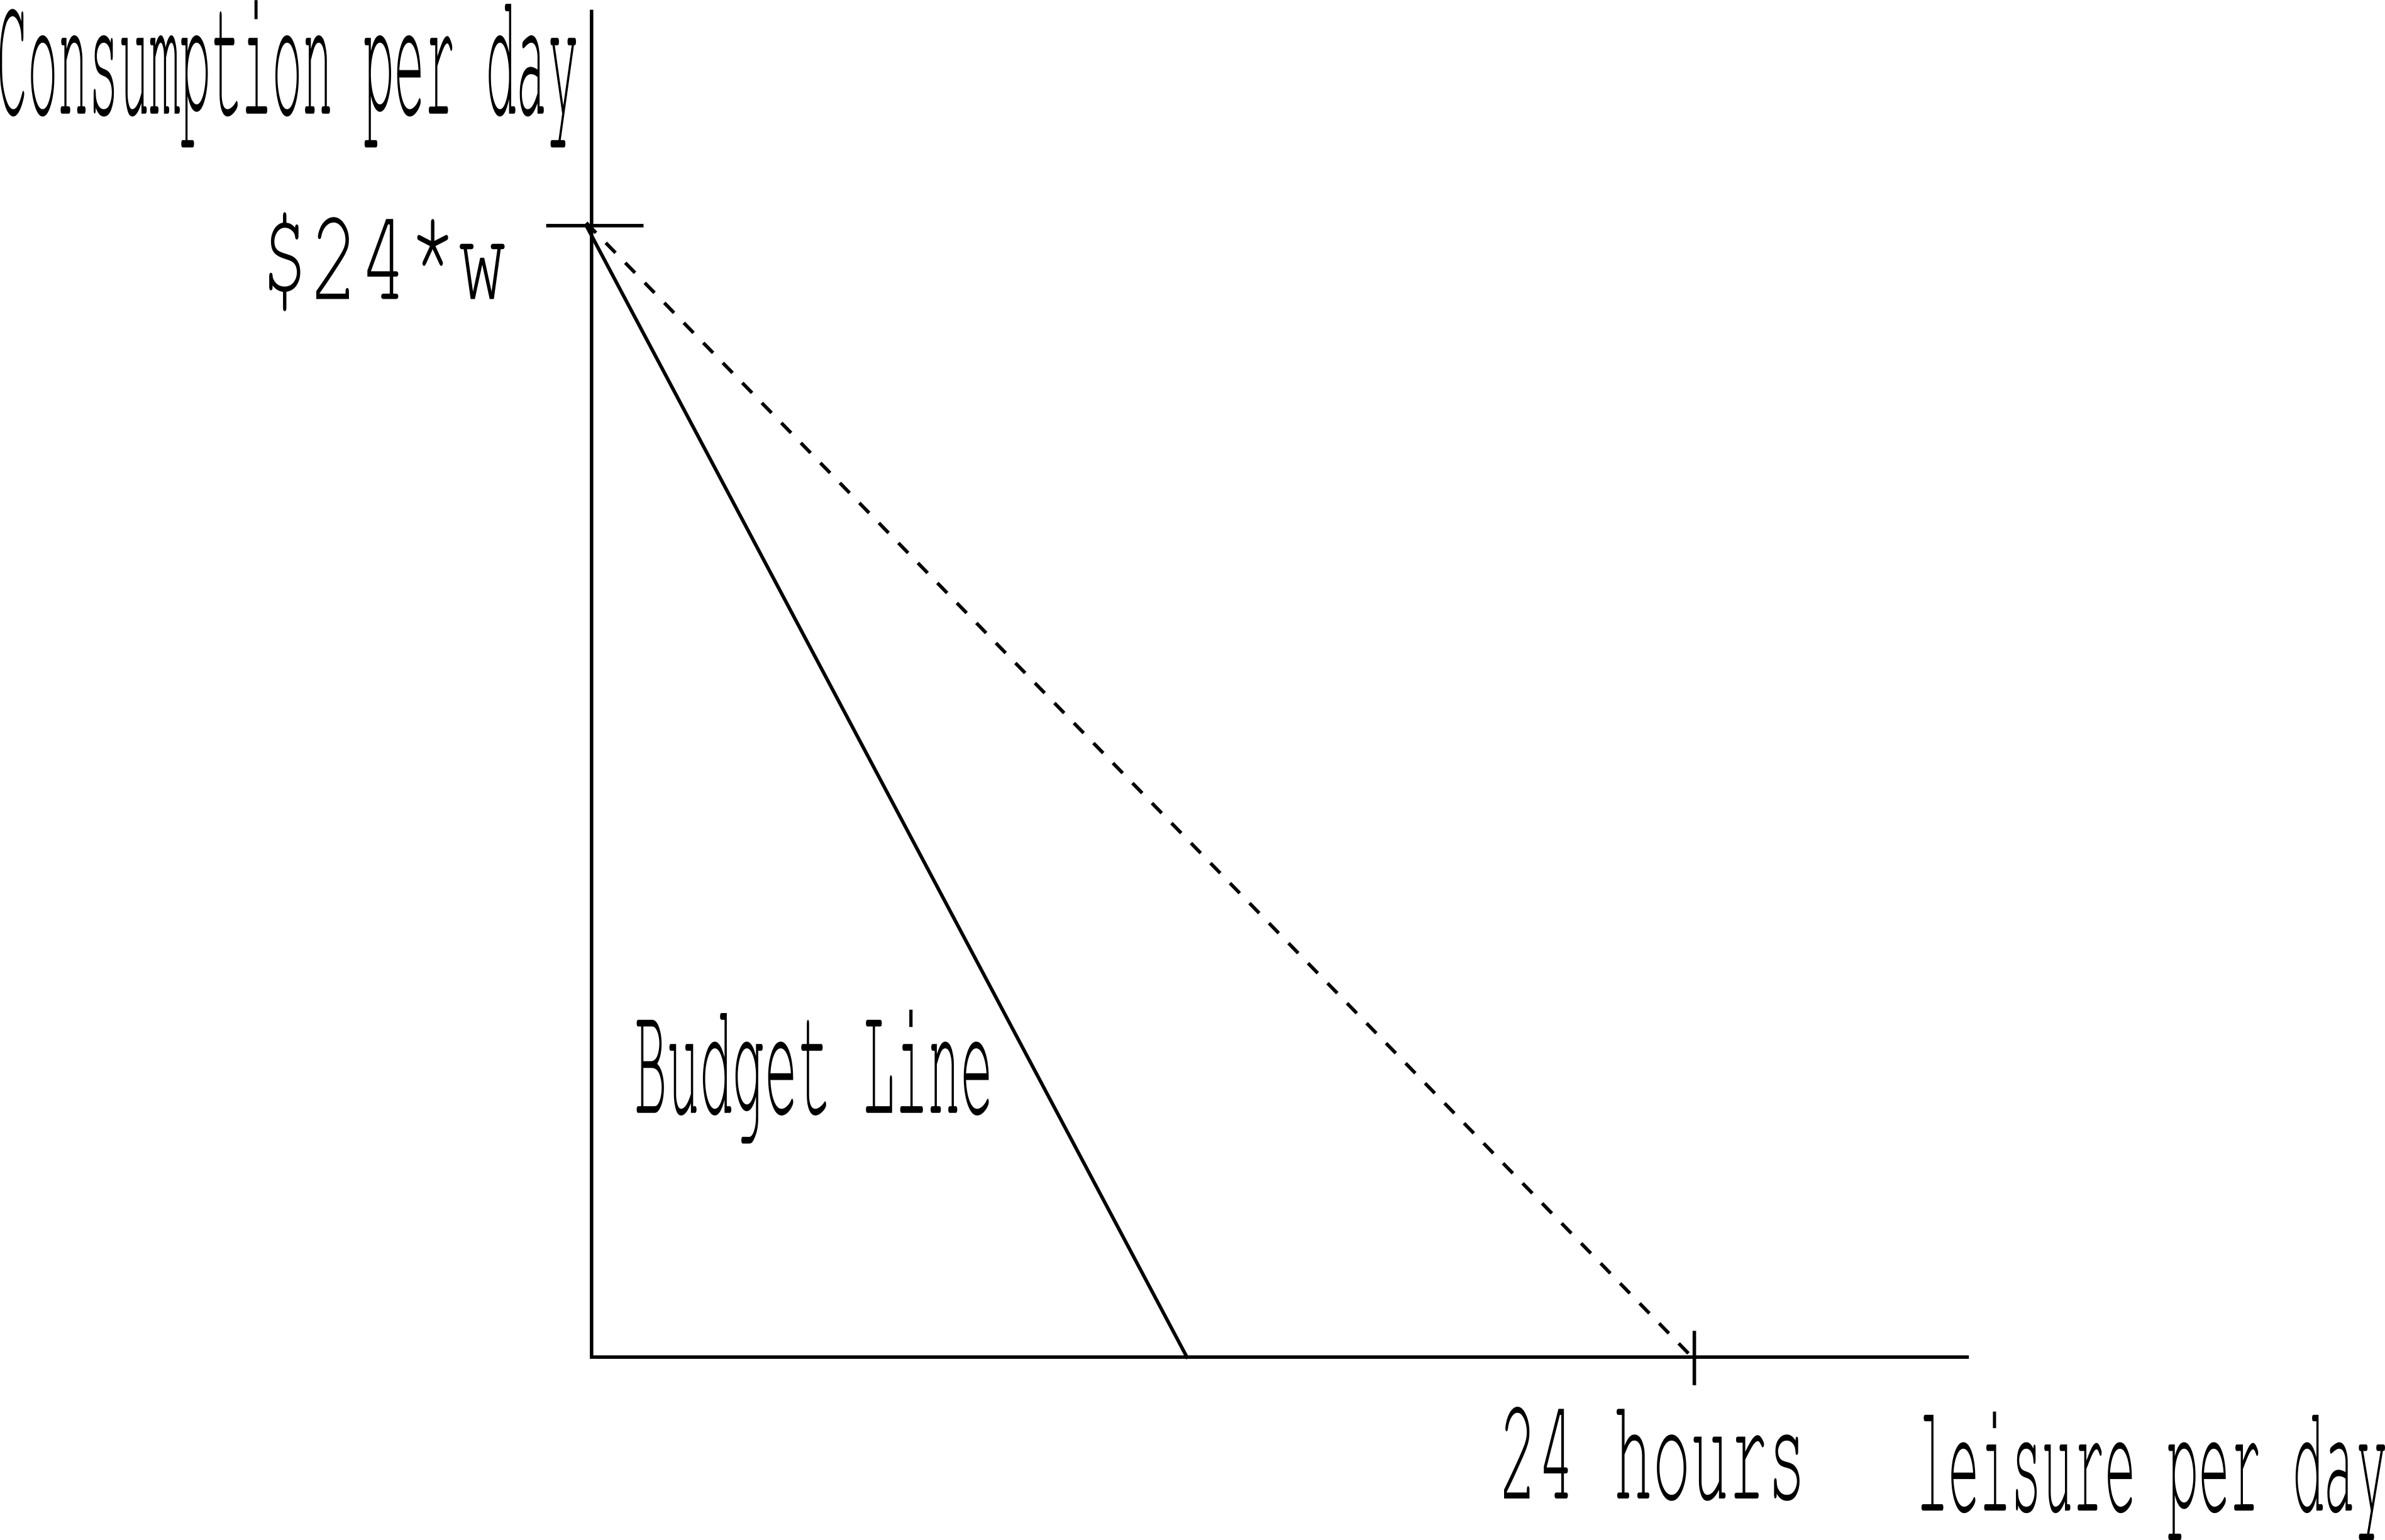 Consumption per day
$24*w
Budget Line
24 hours
leisure per day